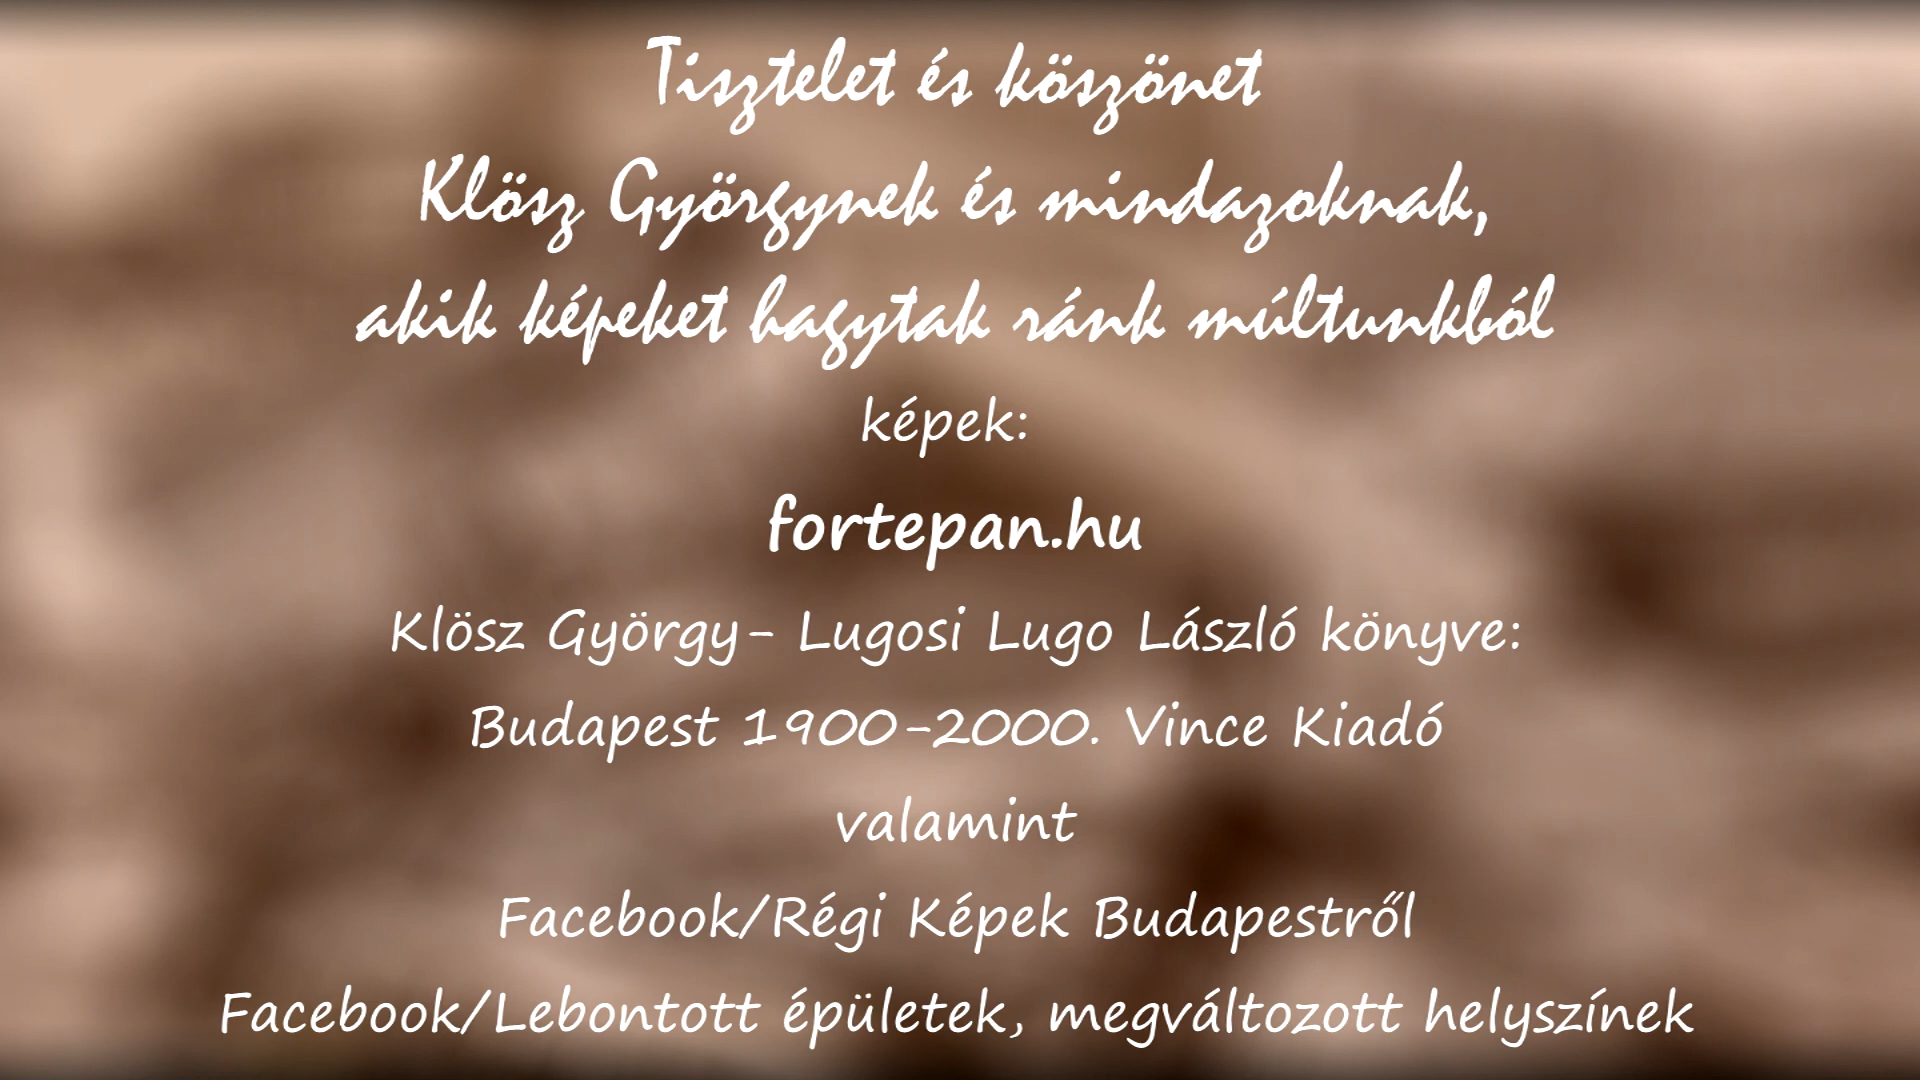 Tisztelet és köszönet
Klösz Györgynek és mindazoknak,
akik képeket hagytak ránk múltunkból
képek:
fortepan.hu
Klösz György- Lugosi Lugo László könyve:
Budapest 1900-2000. Vince Kiadó
valamint
Facebook/Régi Képek Budapestről
Facebook/Lebontott épületek, megváltozott helyszínek